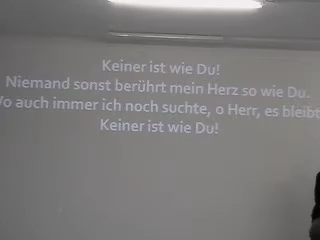 Keiner ist wie Du!
Niemand sonst berührt mein Herz so wie Du.
Wo auch immer ich noch suchte, o Herr, es bleibt
Keiner ist wie Du!